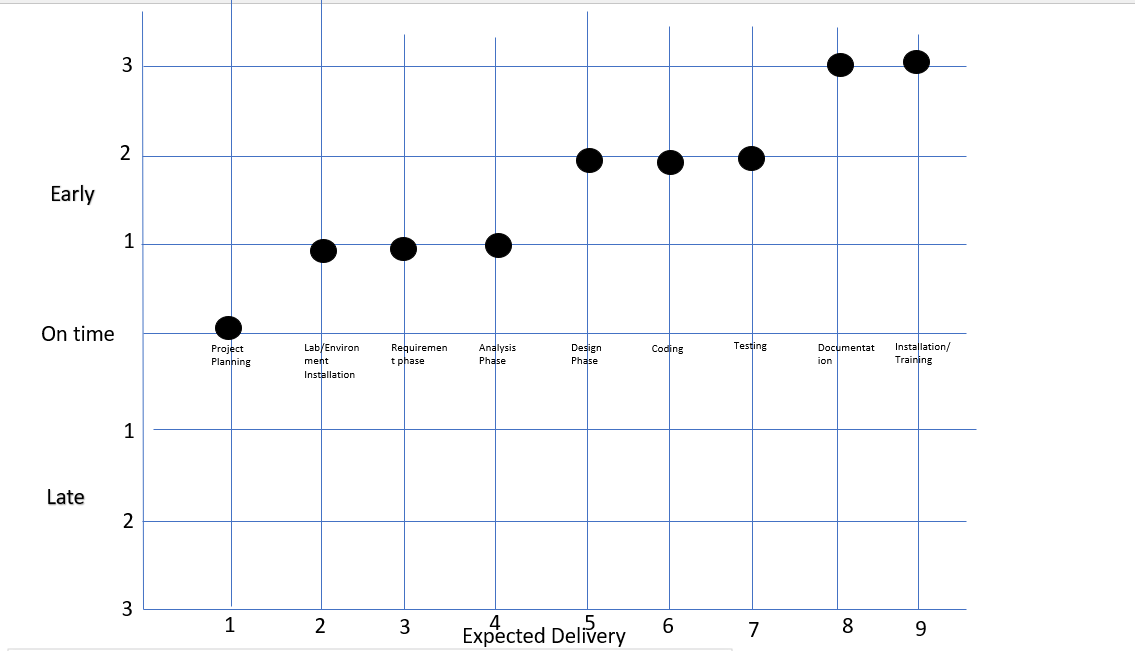 3
2
Early
1
On time
Project
Planning
Lab/Environ
ment
Installation
Requiremen
t phase
Analysis
Phase
Design
Phase
Coding
Testing
Documentat
ion
Installation/
Training
1
Late
2
3
1 2 3 4 5 6 7 8 9
Expected Delivery